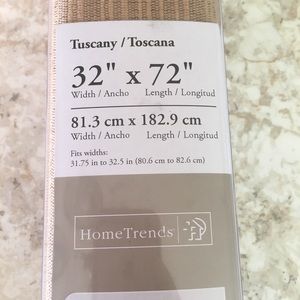 Tuscany / Toscana
32" x 72"
Width / Ancho Length / Longitud
81.3 cm x 182.9 cm
Width / Ancho Length / Longitud
Fits widths:
31.75 in to 32.5 in (80.6 cm to 82.6 cm)
HomeTrends